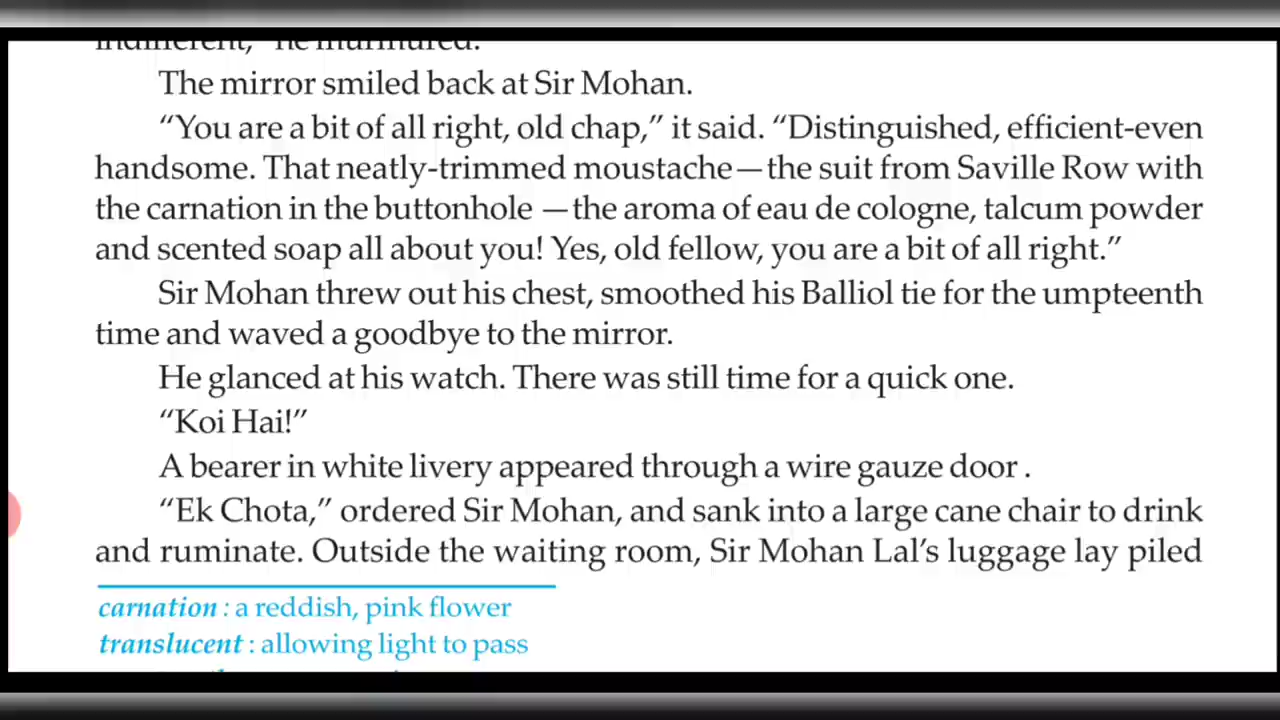 indifferent," he murmured.
The mirror smiled back at Sir Mohan.
“You are a bit of all right, old chap,” it said. “Distinguished, efficient-even
handsome. That neatly-trimmed moustache—the suit from Saville Row with
the carnation in the buttonhole —the aroma of eau de cologne, talcum powder
and scented soap all about you! Yes, old fellow, you are a bit of all right.”
Sir Mohan threw out his chest, smoothed his Balliol tie for the umpteenth
time and waved a goodbye to the mirror.
He glanced at his watch. There was still time for a quick one.
“Koi Hai!”
A bearer in white livery appeared through a wire gauze door .
“Ek Chota,” ordered Sir Mohan, and sank into a large cane chair to drink
and ruminate. Outside the waiting room, Sir Mohan Lal’s luggage lay piled
carnation : a reddish, pink flower
translucent : allowing light to pass